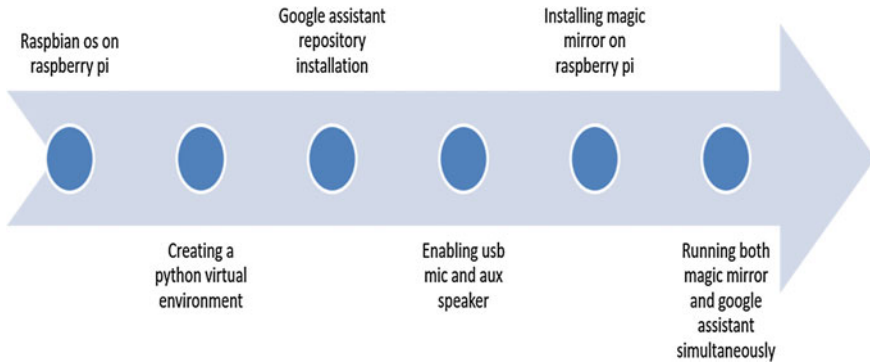 Raspbian os on
raspberry pi
Creating a
python virtual
environment
Google assistant
repository
installation
Enabling usb
mic and aux
speaker
Installing magic
mirror on
raspberry pi
Running both
magic mirror
and google
assistant
simultaneously